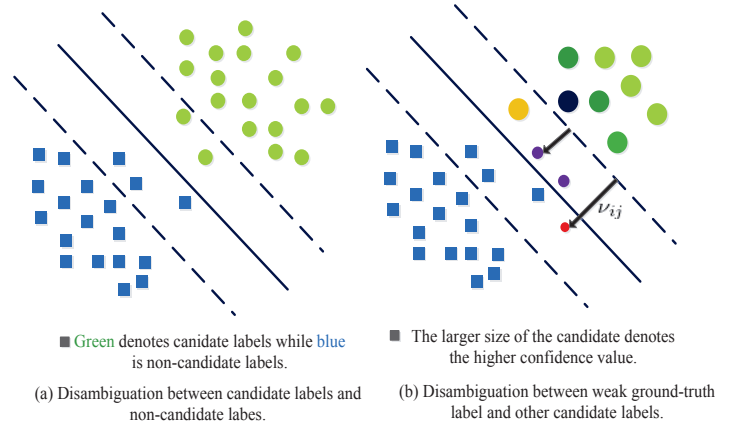 ν_ij
■ Green denotes canidate labels while blue
is non-candidate labels.
(a) Disambiguation between candidate labels and
non-candidate labes.
■ The larger size of the candidate denotes
the higher confidence value.
(b) Disambiguation between weak ground-truth
label and other candidate labels.